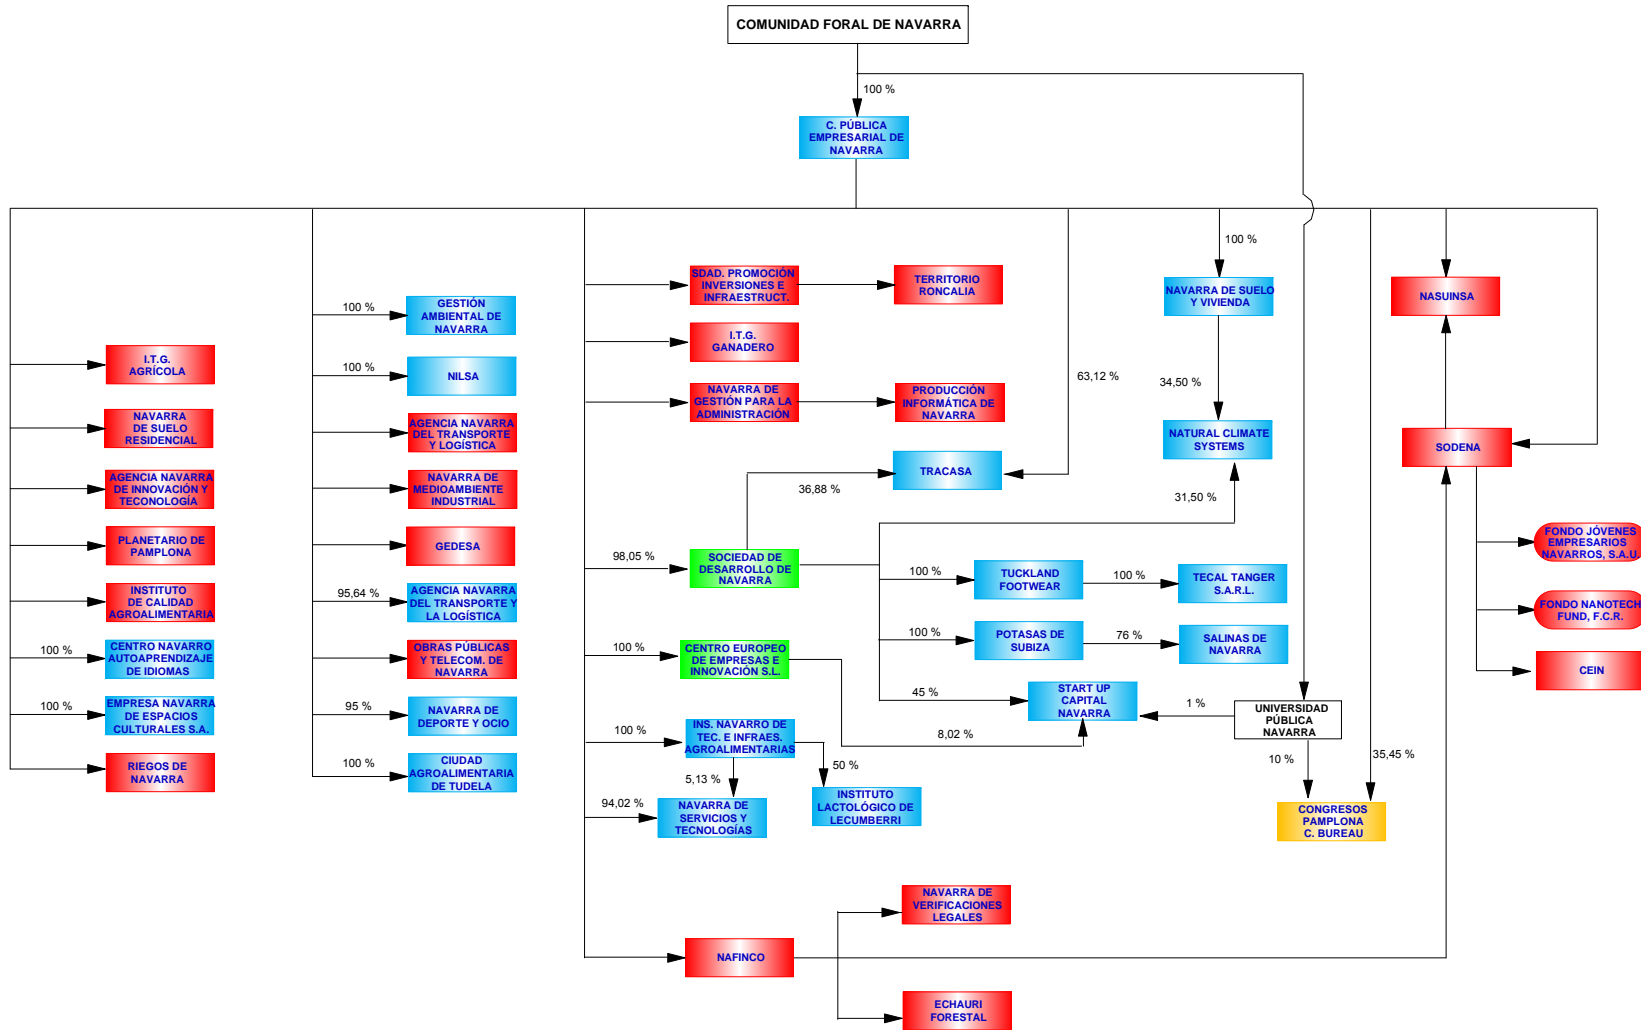 COMUNIDAD FORAL DE NAVARRA
100 %
C. PÚBLICA
EMPRESARIAL DE
NAVARRA
I.T.G.
AGRÍCOLA
NAVARRA
DE SUELO
RESIDENCIAL
AGENCIA NAVARRA
DE INNOVACIÓN Y
TECONOLOGÍA
PLANETARIO DE
PAMPLONA
INSTITUTO
DE CALIDAD
AGROALIMENTARIA
100 %
CENTRO NAVARRO
AUTOAPRENDIZAJE
DE IDIOMAS
100 %
EMPRESA NAVARRA
DE ESPACIOS
CULTURALES S.A.
RIEGOS DE
NAVARRA
100 %
GESTIÓN
AMBIENTAL DE
NAVARRA
100 %
NILSA
AGENCIA NAVARRA
DEL TRANSPORTE
Y LOGÍSTICA
NAVARRA DE
MEDIOAMBIENTE
INDUSTRIAL
GEDESA
95,64 %
AGENCIA NAVARRA
DEL TRANSPORTE Y
LA LOGÍSTICA
OBRAS PÚBLICAS
Y TELECOM. DE
NAVARRA
95 %
NAVARRA DE
DEPORTE Y OCIO
100 %
CIUDAD
AGROALIMENTARIA
DE TUDELA
SDAD. PROMOCIÓN
INVERSIONES E
INFRAESTRUCT.
TERRITORIO
RONCALIA
I.T.G.
GANADERO
NAVARRA DE
GESTIÓN PARA LA
ADMINISTRACIÓN
PRODUCCIÓN
INFORMÁTICA DE
NAVARRA
63,12 %
TRACASA
36,88 %
98,05 %
SOCIEDAD DE
DESARROLLO DE
NAVARRA
100 %
TUCKLAND
FOOTWEAR
100 %
TECAL TANGER
S.A.R.L.
100 %
POTASAS DE
SUBIZA
76 %
SALINAS DE
NAVARRA
100 %
CENTRO EUROPEO
DE EMPRESAS E
INNOVACIÓN S.L.
45 %
START UP
CAPITAL
NAVARRA
8,02 %
1 %
UNIVERSIDAD
PÚBLICA
NAVARRA
100 %
INS. NAVARRO DE
TEC. E INFRAES.
AGROALIMENTARIAS
5,13 %
50 %
94,02 %
NAVARRA DE
SERVICIOS Y
TECNOLOGÍAS
INSTITUTO
LACTOLÓGICO DE
LECUMBERRI
10 %
35,45 %
CONGRESOS
PAMPLONA
C. BUREAU
100 %
NAVARRA DE SUELO
Y VIVIENDA
34,50 %
NATURAL CLIMATE
SYSTEMS
31,50 %
NASUINSA
SODENA
FONDO JÓVENES
EMPRESARIOS
NAVARROS, S.A.U.
FONDO NANOTECH
FUND, F.C.R.
CEIN
NAVARRA DE
VERIFICACIONES
LEGALES
NAFINCO
ECHAURI
FORESTAL